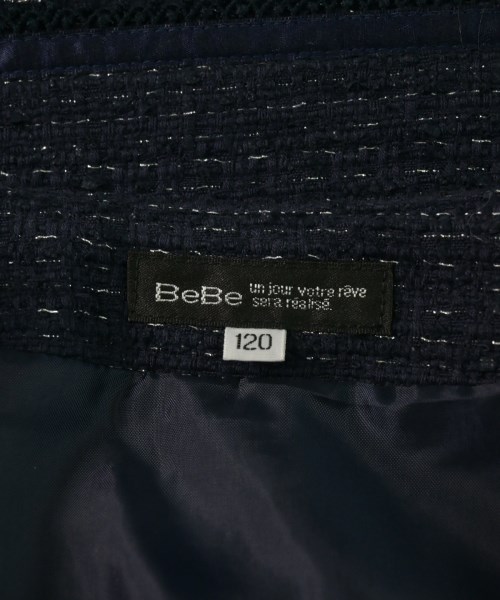 BeBe un jour votre rêve
sera réalisé.
120